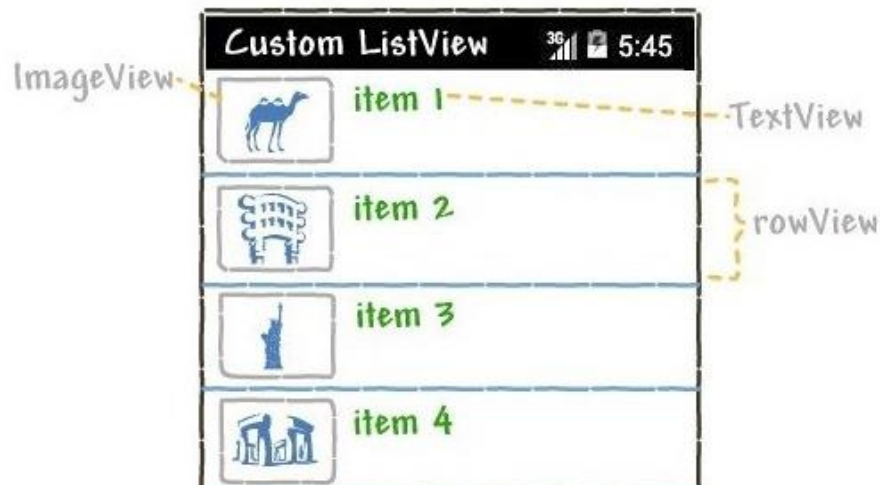 Custom ListView 3G 5:45
ImageView
item 1
TextView
item 2
rowView
item 3
item 4